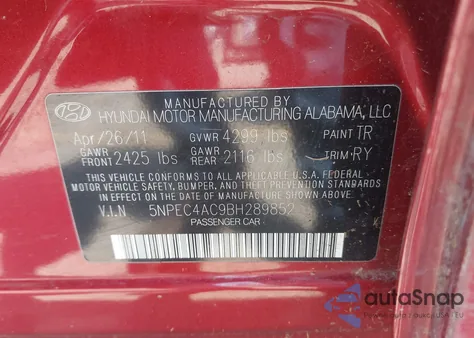 MANUFACTURED BY
HYUNDAI MOTOR MANUFACTURING ALABAMA, LLC
Apr/26/11 GVWR 4299 lbs PAINT TR
GAWR FRONT 2425 lbs GAWR REAR 2116 lbs TRIM RY
THIS VEHICLE CONFORMS TO ALL APPLICABLE U.S.A. FEDERAL
MOTOR VEHICLE SAFETY, BUMPER, AND THEFT PREVENTION STANDARDS
IN EFFECT ON THE DATE OF MANUFACTURE SHOWN ABOVE.
V.I.N 5NPEC4AC9BH289852
PASSENGER CAR
autoSnap